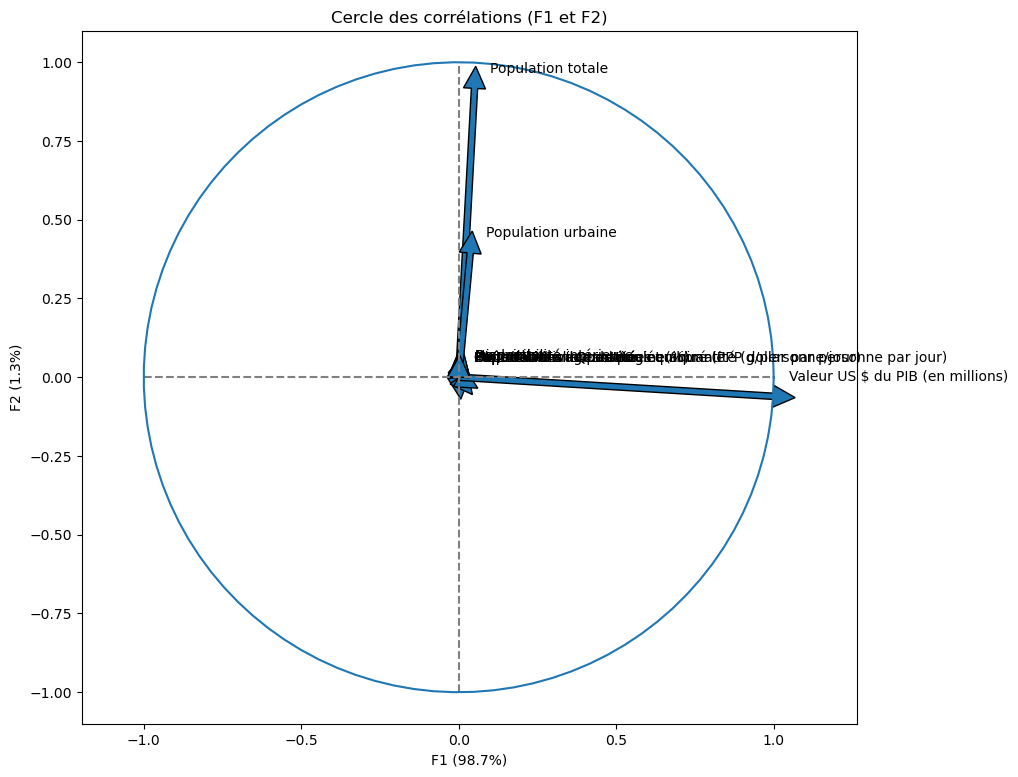 Cercle des corrélations (F1 et F2)
1.00
Population totale
0.75
0.50
Population urbaine
0.25
personne par jour)
0.00
Valeur US $ du PIB (en millions)
F2 (1.3%)
−0.25
−0.50
−0.75
−1.00
−1.0
−0.5
0.0
0.5
1.0
F1 (98.7%)